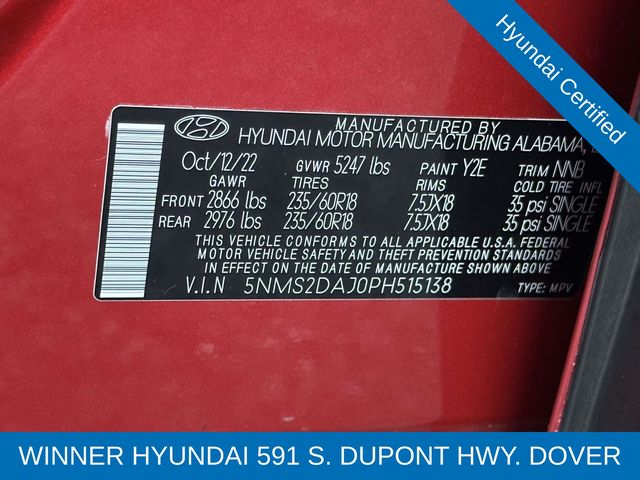 Hyundai Certified
MANUFACTURED BY
HYUNDAI MOTOR MANUFACTURING ALABAMA,
Oct/12/22 GVWR 5247 lbs PAINT Y2E TRIM NNB
GAWR TIRES RIMS COLD TIRE INFL
FRONT 2866 lbs 235/60R18 7.5JX18 35 psi SINGLE
REAR 2976 lbs 235/60R18 7.5JX18 35 psi SINGLE
THIS VEHICLE CONFORMS TO ALL APPLICABLE U.S.A. FEDERAL
MOTOR VEHICLE SAFETY AND THEFT PREVENTION STANDARDS
IN EFFECT ON THE DATE OF MANUFACTURE SHOWN ABOVE.
V.I.N 5NMS2DAJ0PH515138 TYPE: MPV
WINNER HYUNDAI 591 S. DUPONT HWY. DOVER